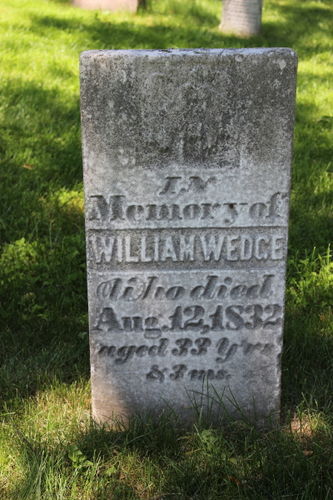 IN
Memory of
WILLIAM WEDGE
Who died
Aug. 12, 1832
aged 33 Yrs
& 3 ms.